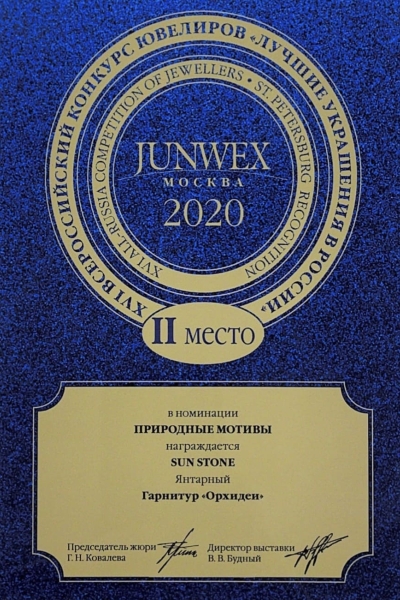 XVI ВСЕРОССИЙСКИЙ КОНКУРС ЮВЕЛИРОВ «ЛУЧШИЕ УКРАШЕНИЯ В РОССИИ»
XVI ALL-RUSSIA COMPETITION OF JEWELLERS • ST. PETERSBURG RECOGNITION
JUNWEX
МОСКВА
2020
II место
в номинации
ПРИРОДНЫЕ МОТИВЫ
награждается
SUN STONE
Янтарный
Гарнитур «Орхидеи»
Председатель жюри
Г. Н. Ковалева
Директор выставки
В. В. Будный